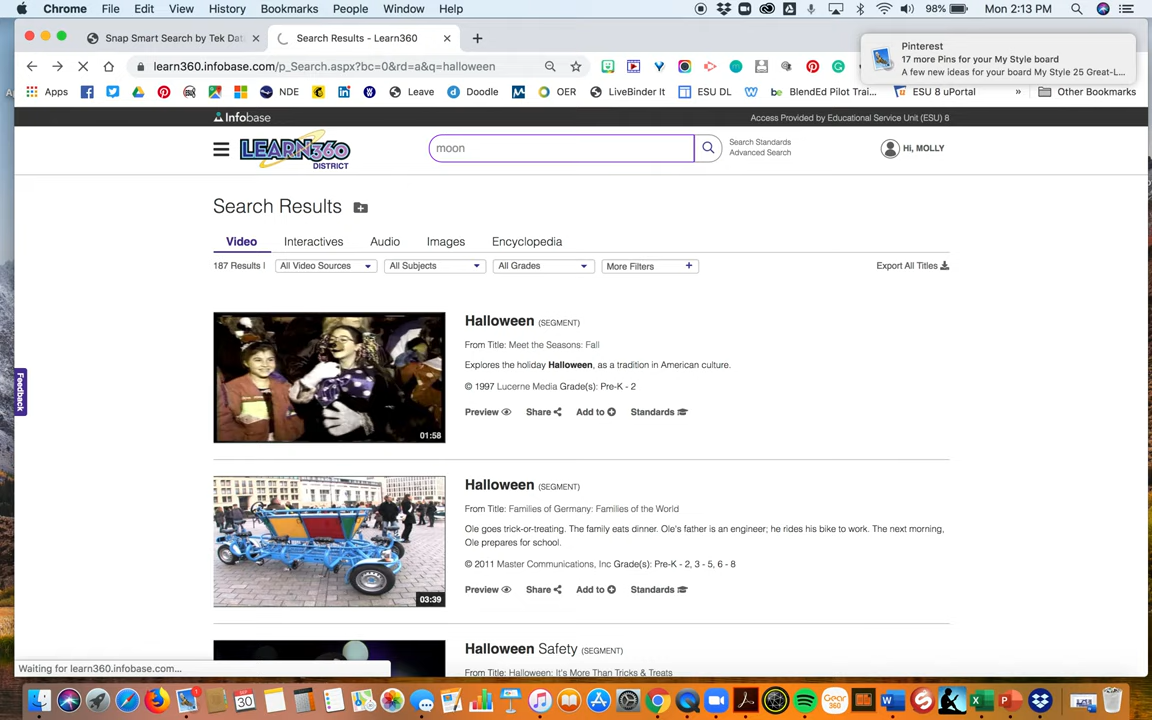 Chrome File Edit View History Bookmarks People Window Help 98% Mon 2:13 PM
Snap Smart Search by Tek Dat Search Results - Learn360
learn360.infobase.com/p_Search.aspx?bc=0&rd=a&q=halloween
Pinterest
17 more Pins for your My Style board
A few new ideas for your board My Style 25 Great-L...
Apps NDE Leave Doodle OER LiveBinder It ESU DL BlendEd Pilot Trai... ESU 8 uPortal » Other Bookmarks
Infobase Access Provided by Educational Service Unit (ESU) 8
LEARN360
DISTRICT
moon
Search Standards
Advanced Search
Hi, MOLLY
Search Results
Video Interactives Audio Images Encyclopedia
187 Results | All Video Sources All Subjects All Grades More Filters + Export All Titles
Halloween (SEGMENT)
From Title: Meet the Seasons: Fall
Explores the holiday Halloween, as a tradition in American culture.
© 1997 Lucerne Media Grade(s): Pre-K - 2
Preview Share Add to Standards
01:58
Halloween (SEGMENT)
From Title: Families of Germany: Families of the World
Ole goes trick-or-treating. The family eats dinner. Ole's father is an engineer; he rides his bike to work. The next morning,
Ole prepares for school.
© 2011 Master Communications, Inc Grade(s): Pre-K - 2, 3 - 5, 6 - 8
Preview Share Add to Standards
03:39
Halloween Safety (SEGMENT)
From Title: Halloween: It's More Than Tricks & Treats
Feedback
Waiting for learn360.infobase.com...
SEP
30
Gear
360